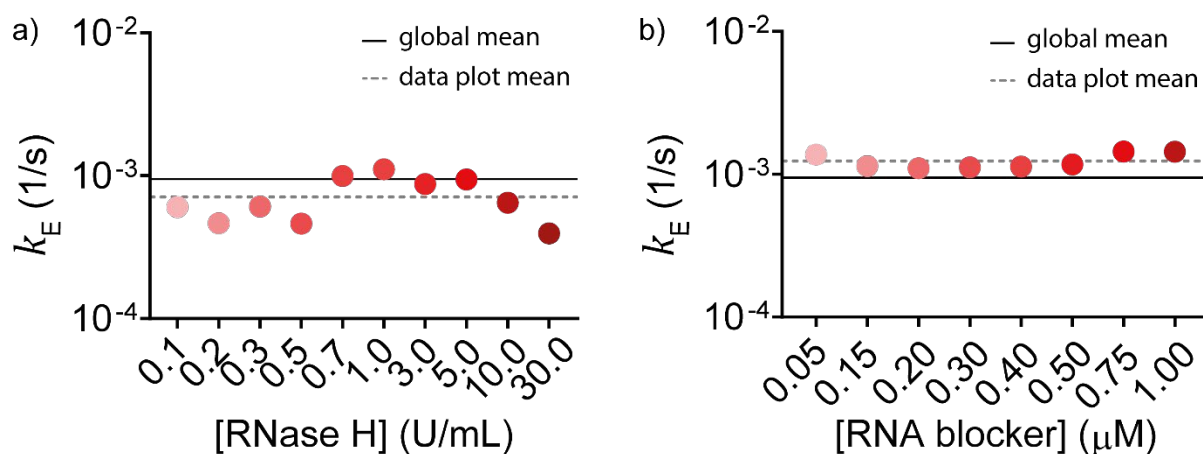 a)
10⁻²
10⁻³
10⁻⁴
kE (1/s)
global mean
data plot mean
0.1
0.2
0.3
0.5
0.7
1.0
3.0
5.0
10.0
30.0
[RNase H] (U/mL)
b)
10⁻²
10⁻³
10⁻⁴
kE (1/s)
global mean
data plot mean
0.05
0.15
0.20
0.30
0.40
0.50
0.75
1.00
[RNA blocker] (μM)